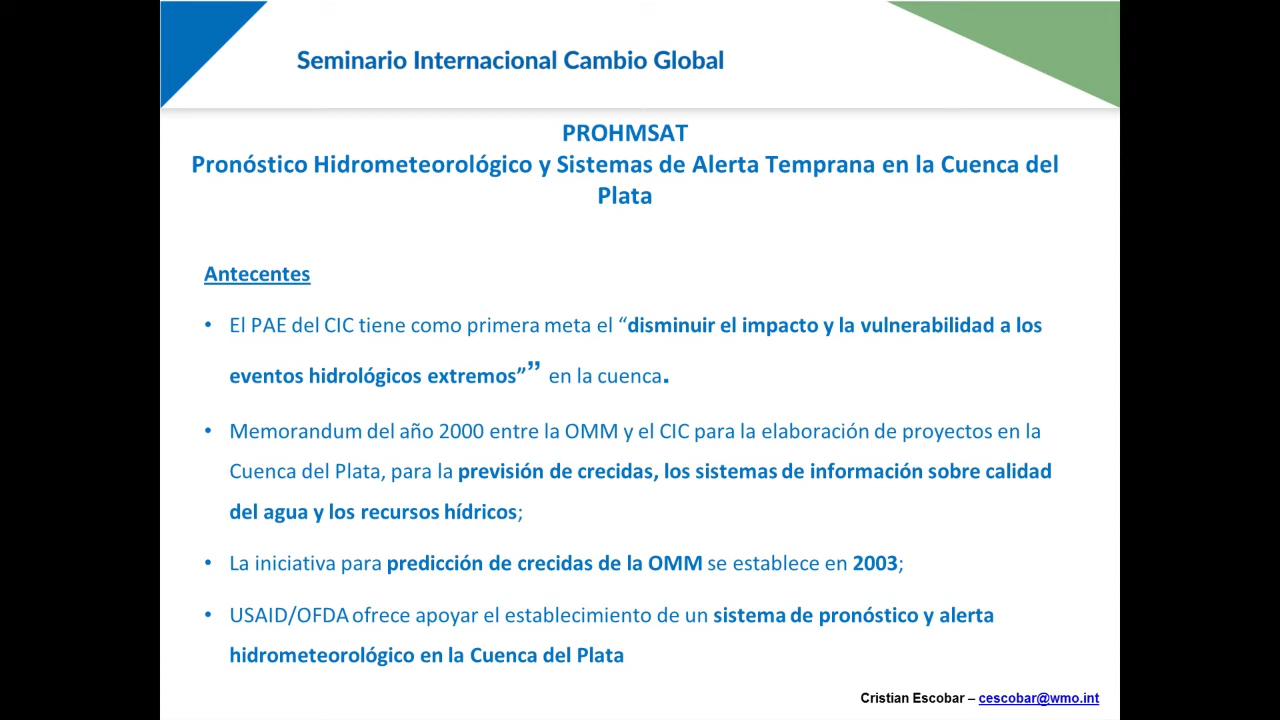 Seminario Internacional Cambio Global
PROHMSAT
Pronóstico Hidrometeorológico y Sistemas de Alerta Temprana en la Cuenca del
Plata
Antecentes
• El PAE del CIC tiene como primera meta el “disminuir el impacto y la vulnerabilidad a los
eventos hidrológicos extremos”” en la cuenca.
• Memorandum del año 2000 entre la OMM y el CIC para la elaboración de proyectos en la
Cuenca del Plata, para la previsión de crecidas, los sistemas de información sobre calidad
del agua y los recursos hídricos;
• La iniciativa para predicción de crecidas de la OMM se establece en 2003;
• USAID/OFDA ofrece apoyar el establecimiento de un sistema de pronóstico y alerta
hidrometeorológico en la Cuenca del Plata
Cristian Escobar – cescobar@wmo.int